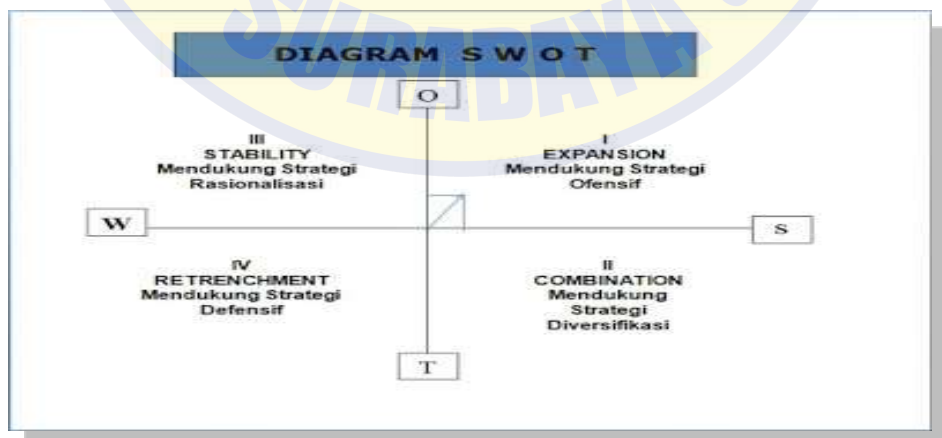 SURABAYA
DIAGRAM S W O T
O
III
STABILITY
Mendukung Strategi
Rasionalisasi
I
EXPANSION
Mendukung Strategi
Ofensif
W
S
IV
RETRENCHMENT
Mendukung Strategi
Defensif
II
COMBINATION
Mendukung
Strategi
Diversifikasi
T